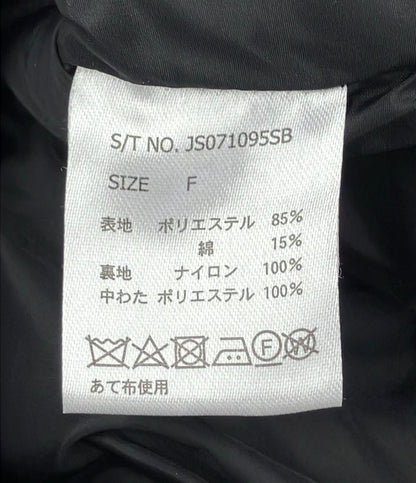 S/T NO. JS071095SB
SIZE F
表地 ポリエステル 85%
綿 15%
裏地 ナイロン 100%
中わた ポリエステル 100%
F W
あて布使用